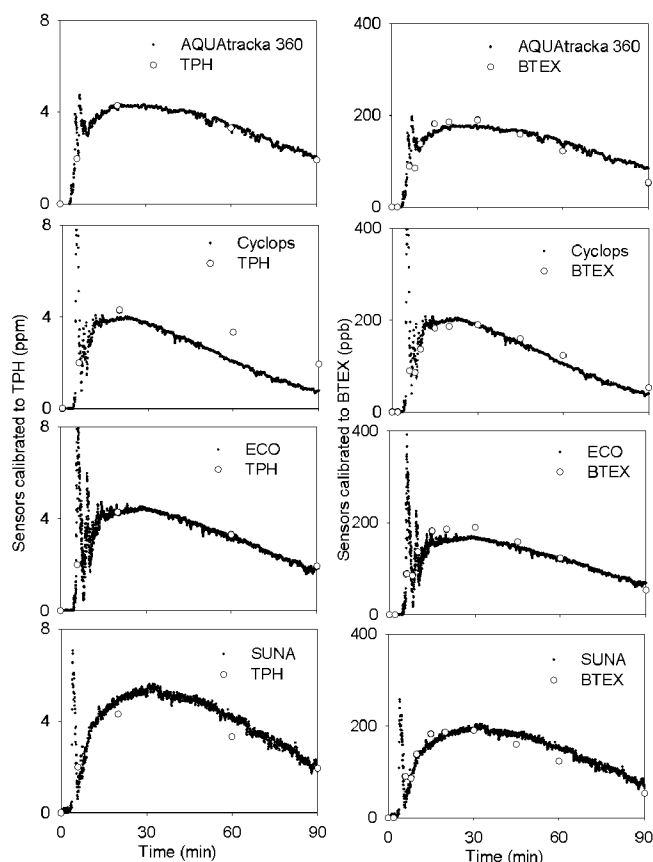 8
AQUAtracka 360
TPH
4
0
400
AQUAtracka 360
BTEX
200
0
8
Cyclops
TPH
4
0
400
Cyclops
BTEX
200
0
8
ECO
TPH
4
0
400
ECO
BTEX
200
0
8
SUNA
TPH
4
0
0 30 60 90
Time (min)
400
SUNA
BTEX
200
0
0 30 60 90
Time (min)
Sensors calibrated to TPH (ppm)
Sensors calibrated to BTEX (ppb)